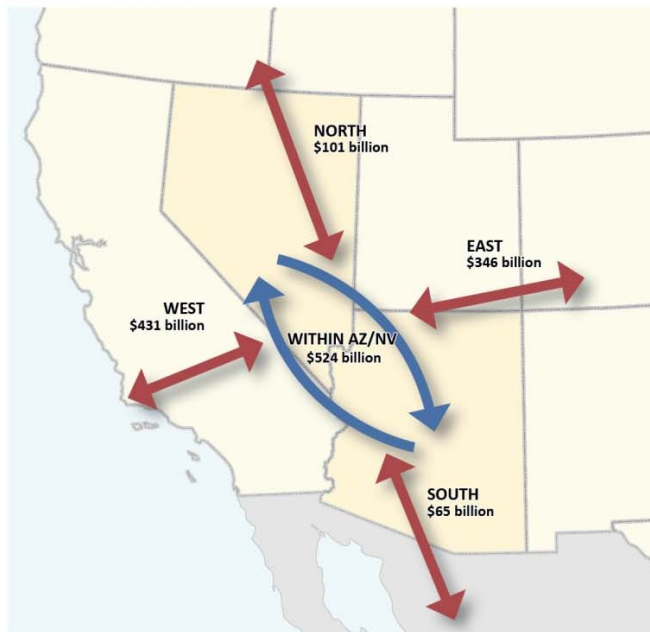 NORTH
$101 billion
EAST
$346 billion
WEST
$431 billion
WITHIN AZ/NV
$524 billion
SOUTH
$65 billion